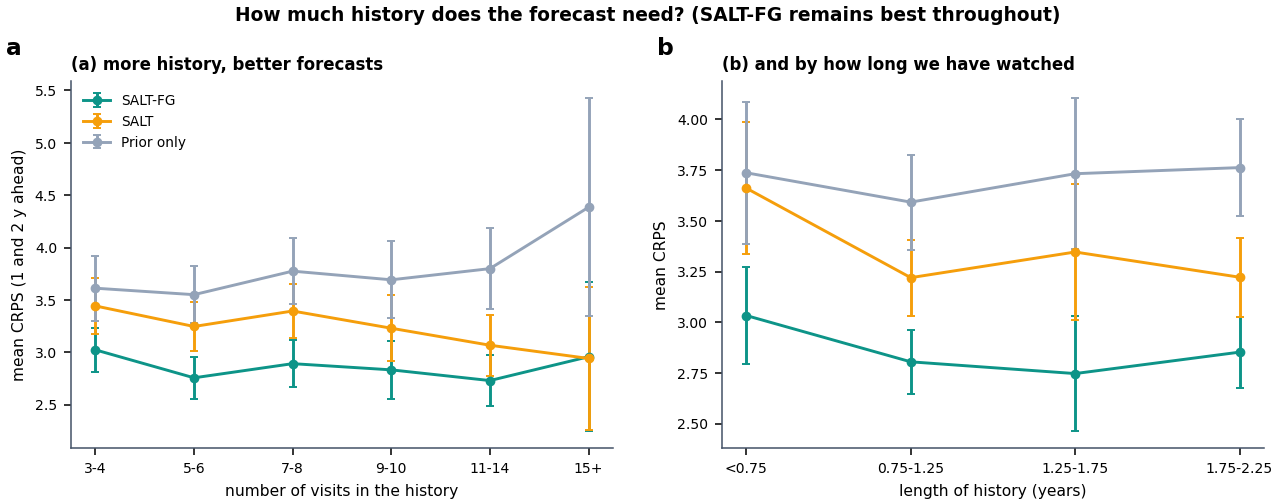 How much history does the forecast need? (SALT-FG remains best throughout)
a
(a) more history, better forecasts
SALT-FG
SALT
Prior only
mean CRPS (1 and 2 y ahead)
5.5
5.0
4.5
4.0
3.5
3.0
2.5
3-4
5-6
7-8
9-10
11-14
15+
number of visits in the history
b
(b) and by how long we have watched
mean CRPS
4.00
3.75
3.50
3.25
3.00
2.75
2.50
<0.75
0.75-1.25
1.25-1.75
1.75-2.25
length of history (years)